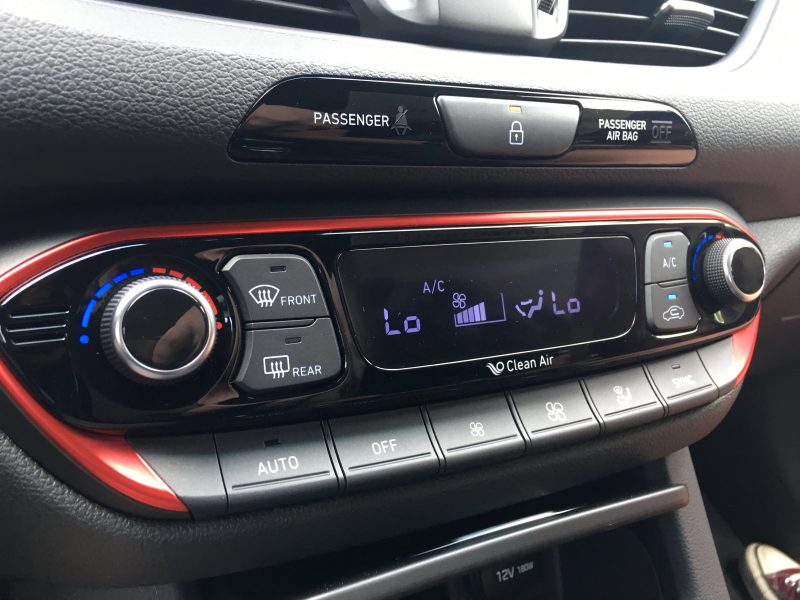 PASSENGER
PASSENGER
AIR BAG
OFF
FRONT
REAR
A/C
Lo
Lo
A/C
Clean Air
AUTO
OFF
SYNC
12V 180W